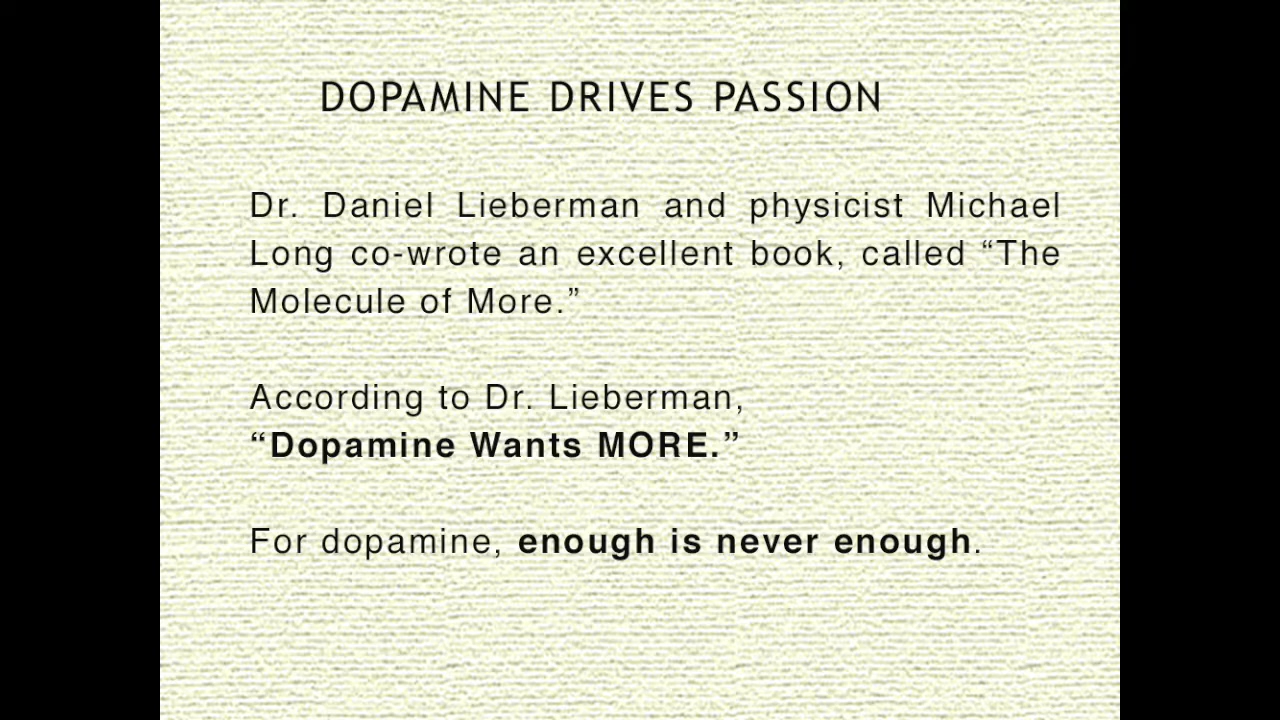 DOPAMINE DRIVES PASSION
Dr. Daniel Lieberman and physicist Michael
Long co-wrote an excellent book, called “The
Molecule of More.”
According to Dr. Lieberman,
“Dopamine Wants MORE.”
For dopamine, enough is never enough.